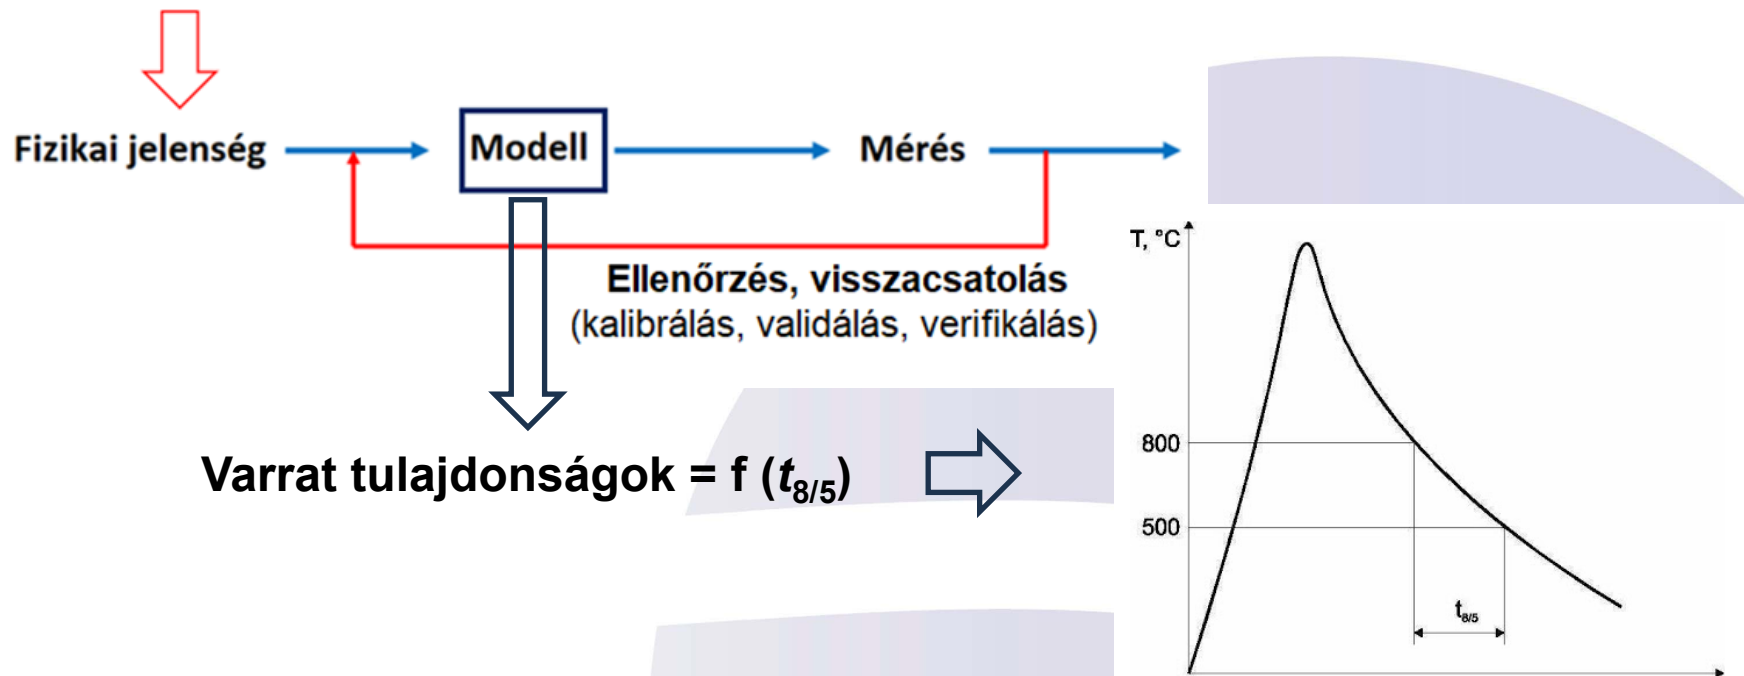 Fizikai jelenség
Modell
Mérés
Ellenőrzés, visszacsatolás
(kalibrálás, validálás, verifikálás)
Varrat tulajdonságok = f (t8/5)
T, °C
800
500
t8/5